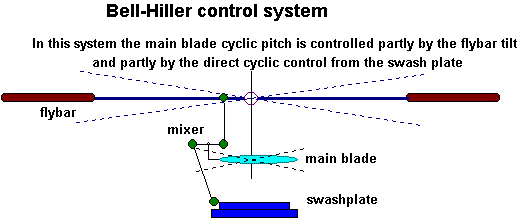 Bell-Hiller control system
In this system the main blade cyclic pitch is controlled partly by the flybar tilt
and partly by the direct cyclic control from the swash plate
flybar
mixer
main blade
swashplate